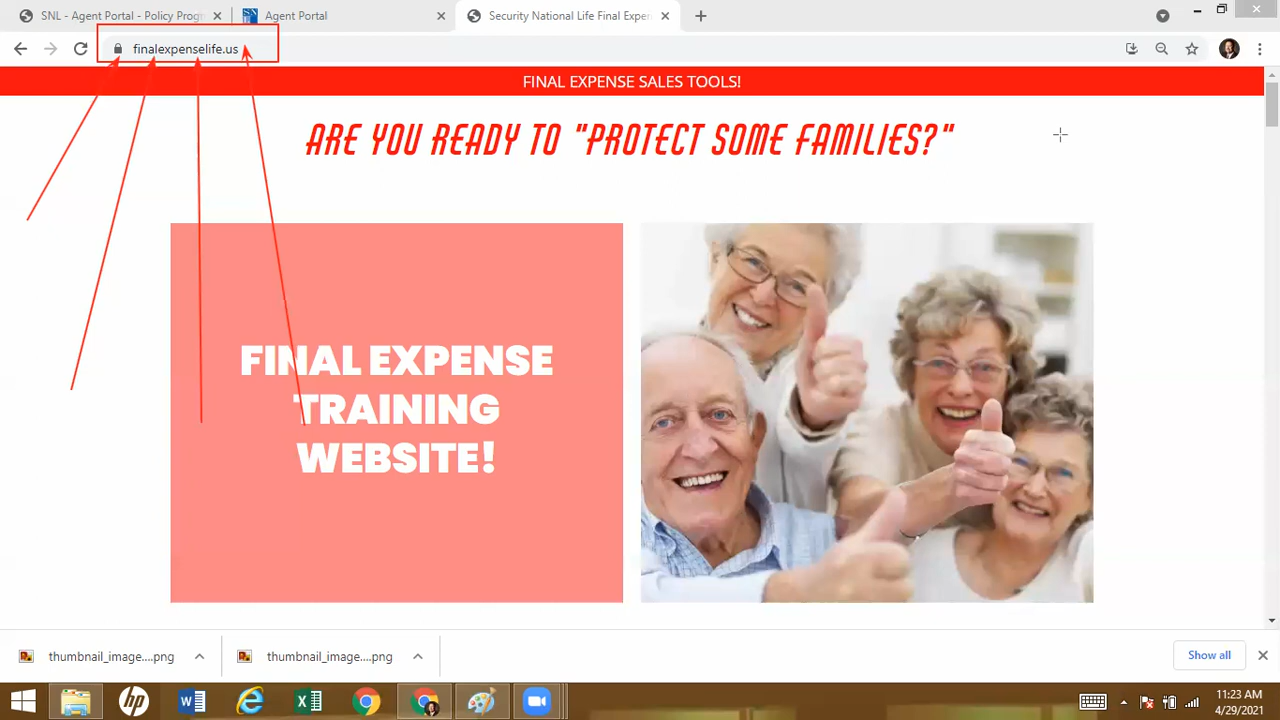 SNL - Agent Portal - Policy Prog
Agent Portal
Security National Life Final Expen
finalexpenselife.us
FINAL EXPENSE SALES TOOLS!
ARE YOU READY TO "PROTECT SOME FAMILIES?"
FINAL EXPENSE
TRAINING
WEBSITE!
thumbnail_image....png
thumbnail_image....png
Show all
11:23 AM
4/29/2021